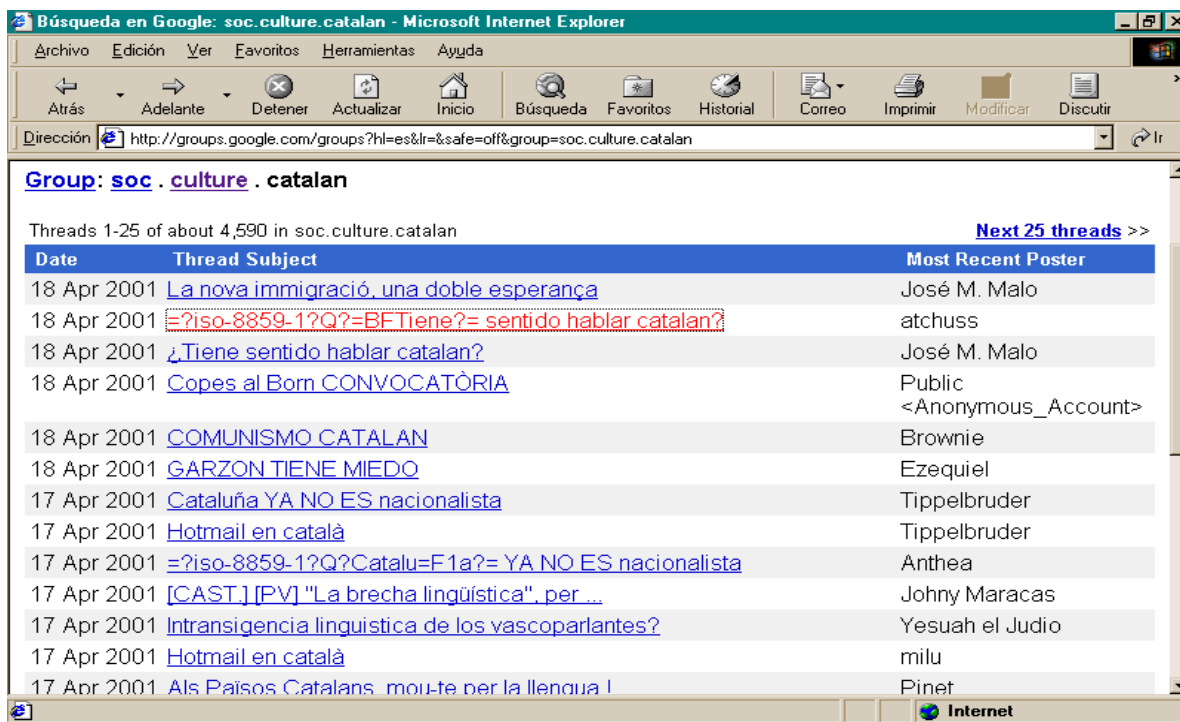 Búsqueda en Google: soc.culture.catalan - Microsoft Internet Explorer
Archivo Edición Ver Favoritos Herramientas Ayuda
Atrás Adelante Detener Actualizar Inicio Búsqueda Favoritos Historial Correo Imprimir Modificar Discutir
Dirección http://groups.google.com/groups?hl=es&lr=&safe=off&group=soc.culture.catalan Ir
Group: soc . culture . catalan
Threads 1-25 of about 4,590 in soc.culture.catalan Next 25 threads >>
Date Thread Subject Most Recent Poster
18 Apr 2001 La nova immigració, una doble esperança José M. Malo
18 Apr 2001 =?iso-8859-1?Q?=BFTiene?= sentido hablar catalan? atchuss
18 Apr 2001 ¿Tiene sentido hablar catalan? José M. Malo
18 Apr 2001 Copes al Born CONVOCATÒRIA Public
<Anonymous_Account>
18 Apr 2001 COMUNISMO CATALAN Brownie
18 Apr 2001 GARZON TIENE MIEDO Ezequiel
17 Apr 2001 Cataluña YA NO ES nacionalista Tippelbruder
17 Apr 2001 Hotmail en català Tippelbruder
17 Apr 2001 =?iso-8859-1?Q?Catalu=F1a?= YA NO ES nacionalista Anthea
17 Apr 2001 [CAST.] [PV] "La brecha lingüística", per ... Johny Maracas
17 Apr 2001 Intransigencia linguistica de los vascoparlantes? Yesuah el Judio
17 Apr 2001 Hotmail en català milu
17 Apr 2001 Als Països Catalans, mou-te per la llengua ! Pinet
Internet